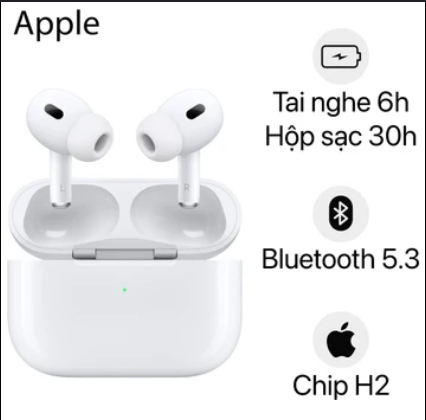 Apple
Tai nghe 6h
Hộp sạc 30h
L
R
Bluetooth 5.3
Chip H2